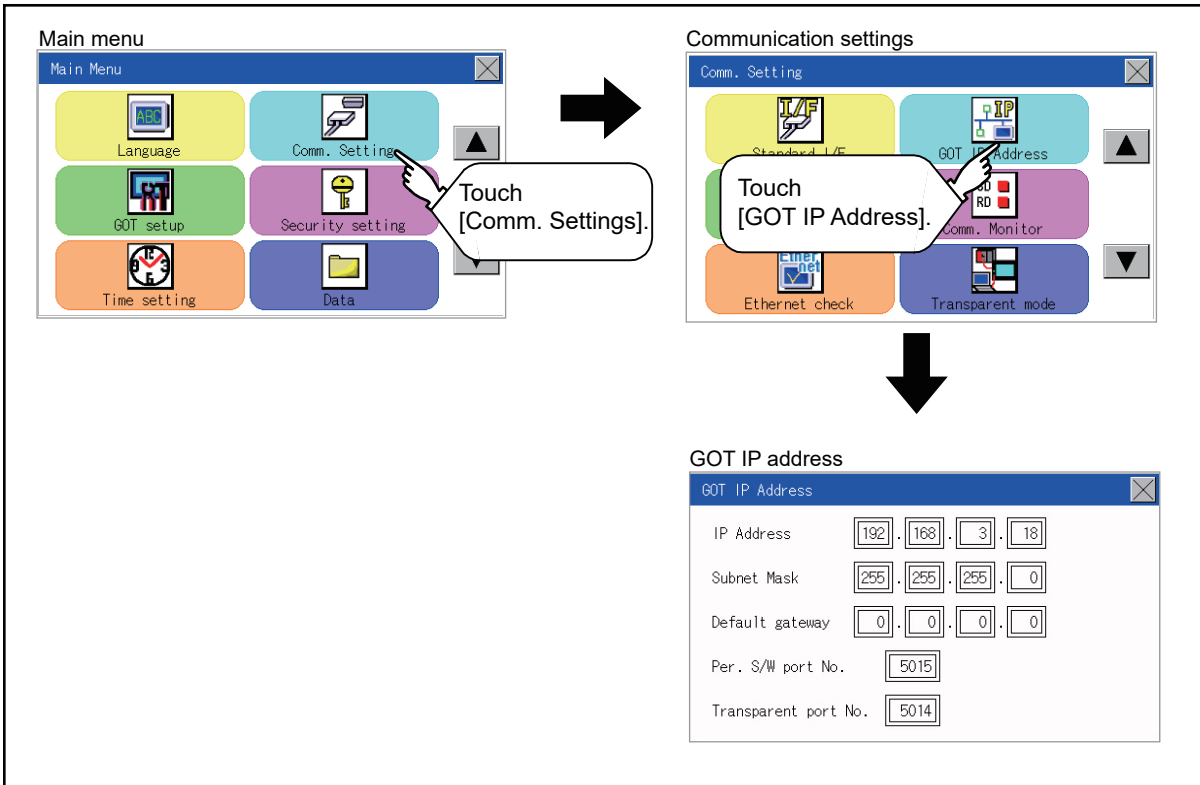 Main menu
Main Menu
ABC
Language
Comm. Setting
GOT setup
Security setting
Time setting
Data
Touch
[Comm. Settings].
Communication settings
Comm. Setting
I/F
Standard I/F
IP
GOT IP Address
Touch
[GOT IP Address].
SD
RD
Comm. Monitor
Ether
net
Ethernet check
Transparent mode
GOT IP address
GOT IP Address
IP Address 192 . 168 . 3 . 18
Subnet Mask 255 . 255 . 255 . 0
Default gateway 0 . 0 . 0 . 0
Per. S/W port No. 5015
Transparent port No. 5014